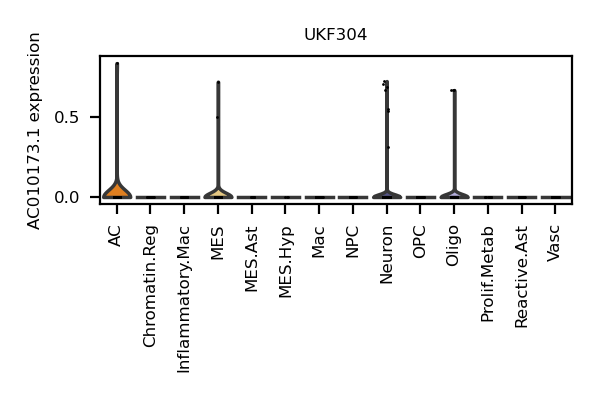 UKF304
AC010173.1 expression
0.5
0.0
AC
Chromatin.Reg
Inflammatory.Mac
MES
MES.Ast
MES.Hyp
Mac
NPC
Neuron
OPC
Oligo
Prolif.Metab
Reactive.Ast
Vasc